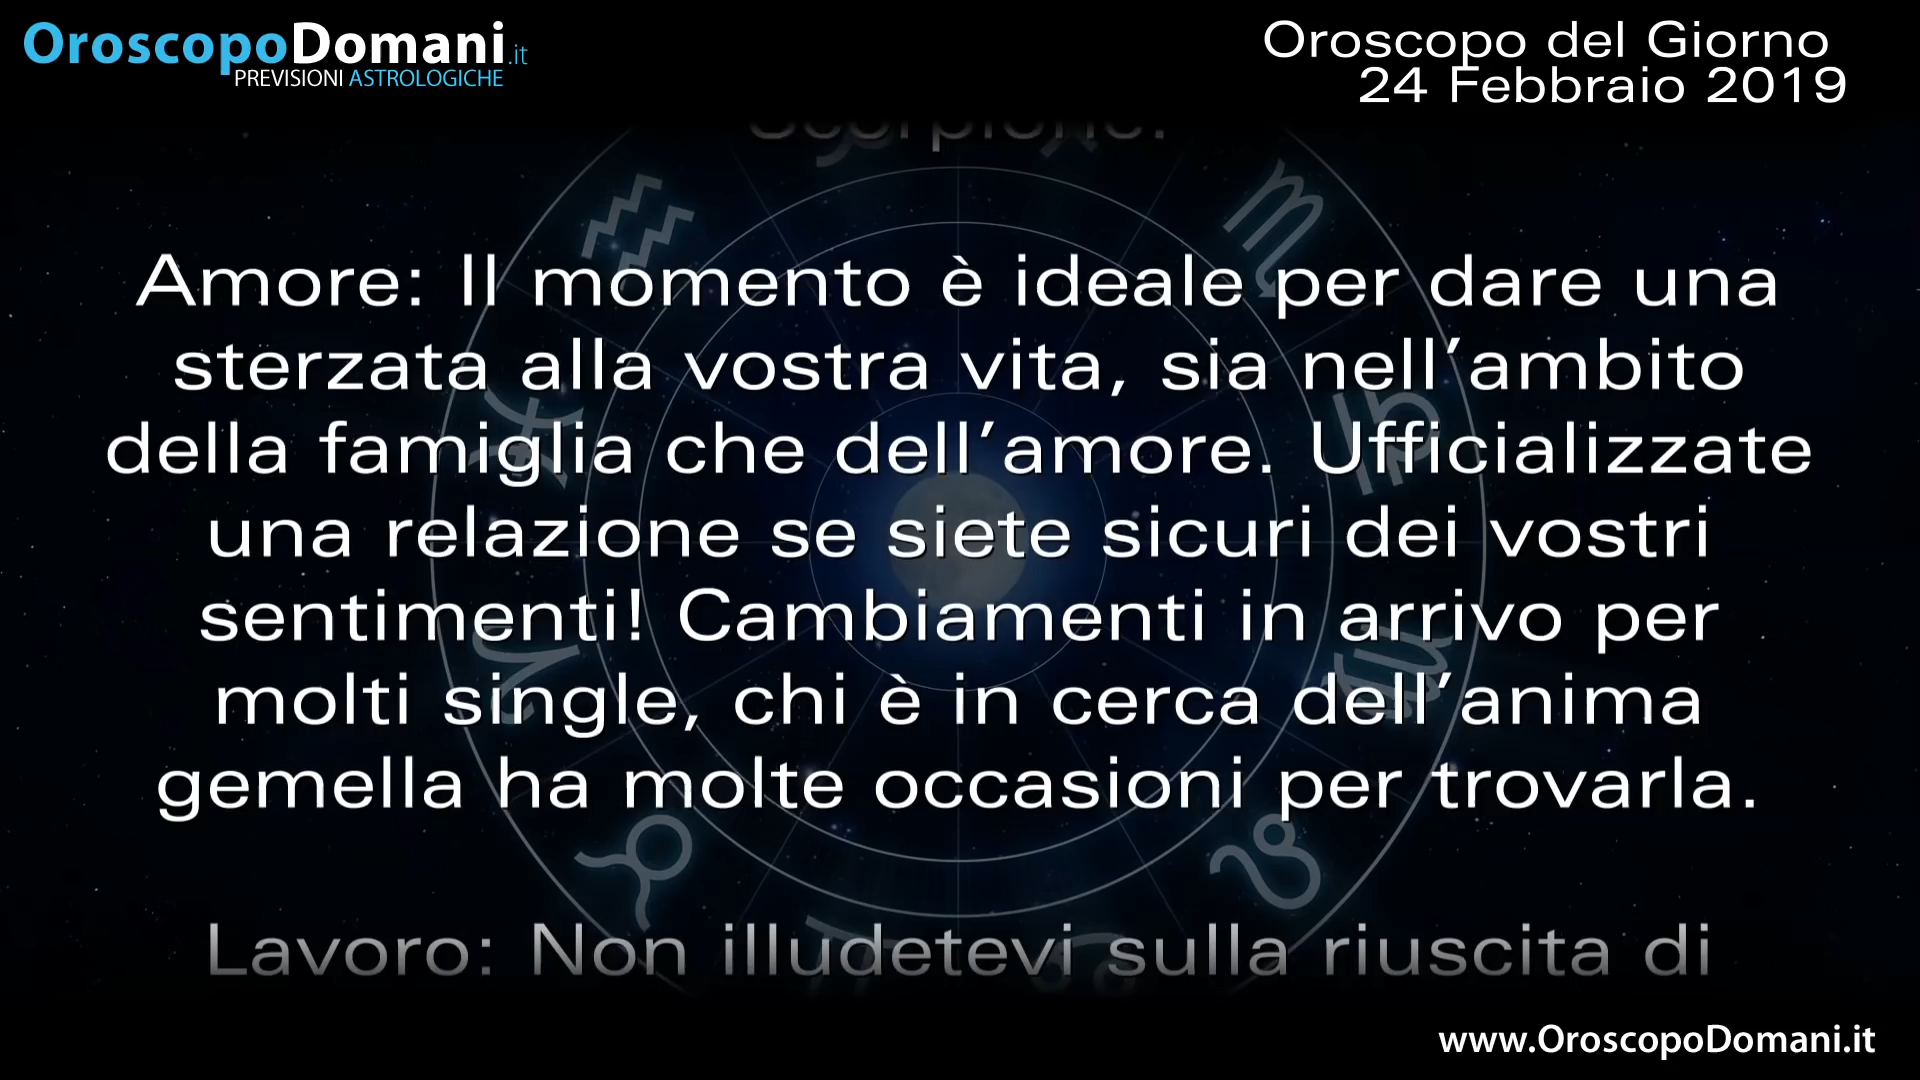 OroscopoDomani.it
PREVISIONI ASTROLOGICHE
Oroscopo del Giorno
24 Febbraio 2019
Scorpione:
Amore: Il momento è ideale per dare una
sterzata alla vostra vita, sia nell’ambito
della famiglia che dell’amore. Ufficializzate
una relazione se siete sicuri dei vostri
sentimenti! Cambiamenti in arrivo per
molti single, chi è in cerca dell’anima
gemella ha molte occasioni per trovarla.
Lavoro: Non illudetevi sulla riuscita di
www.OroscopoDomani.it